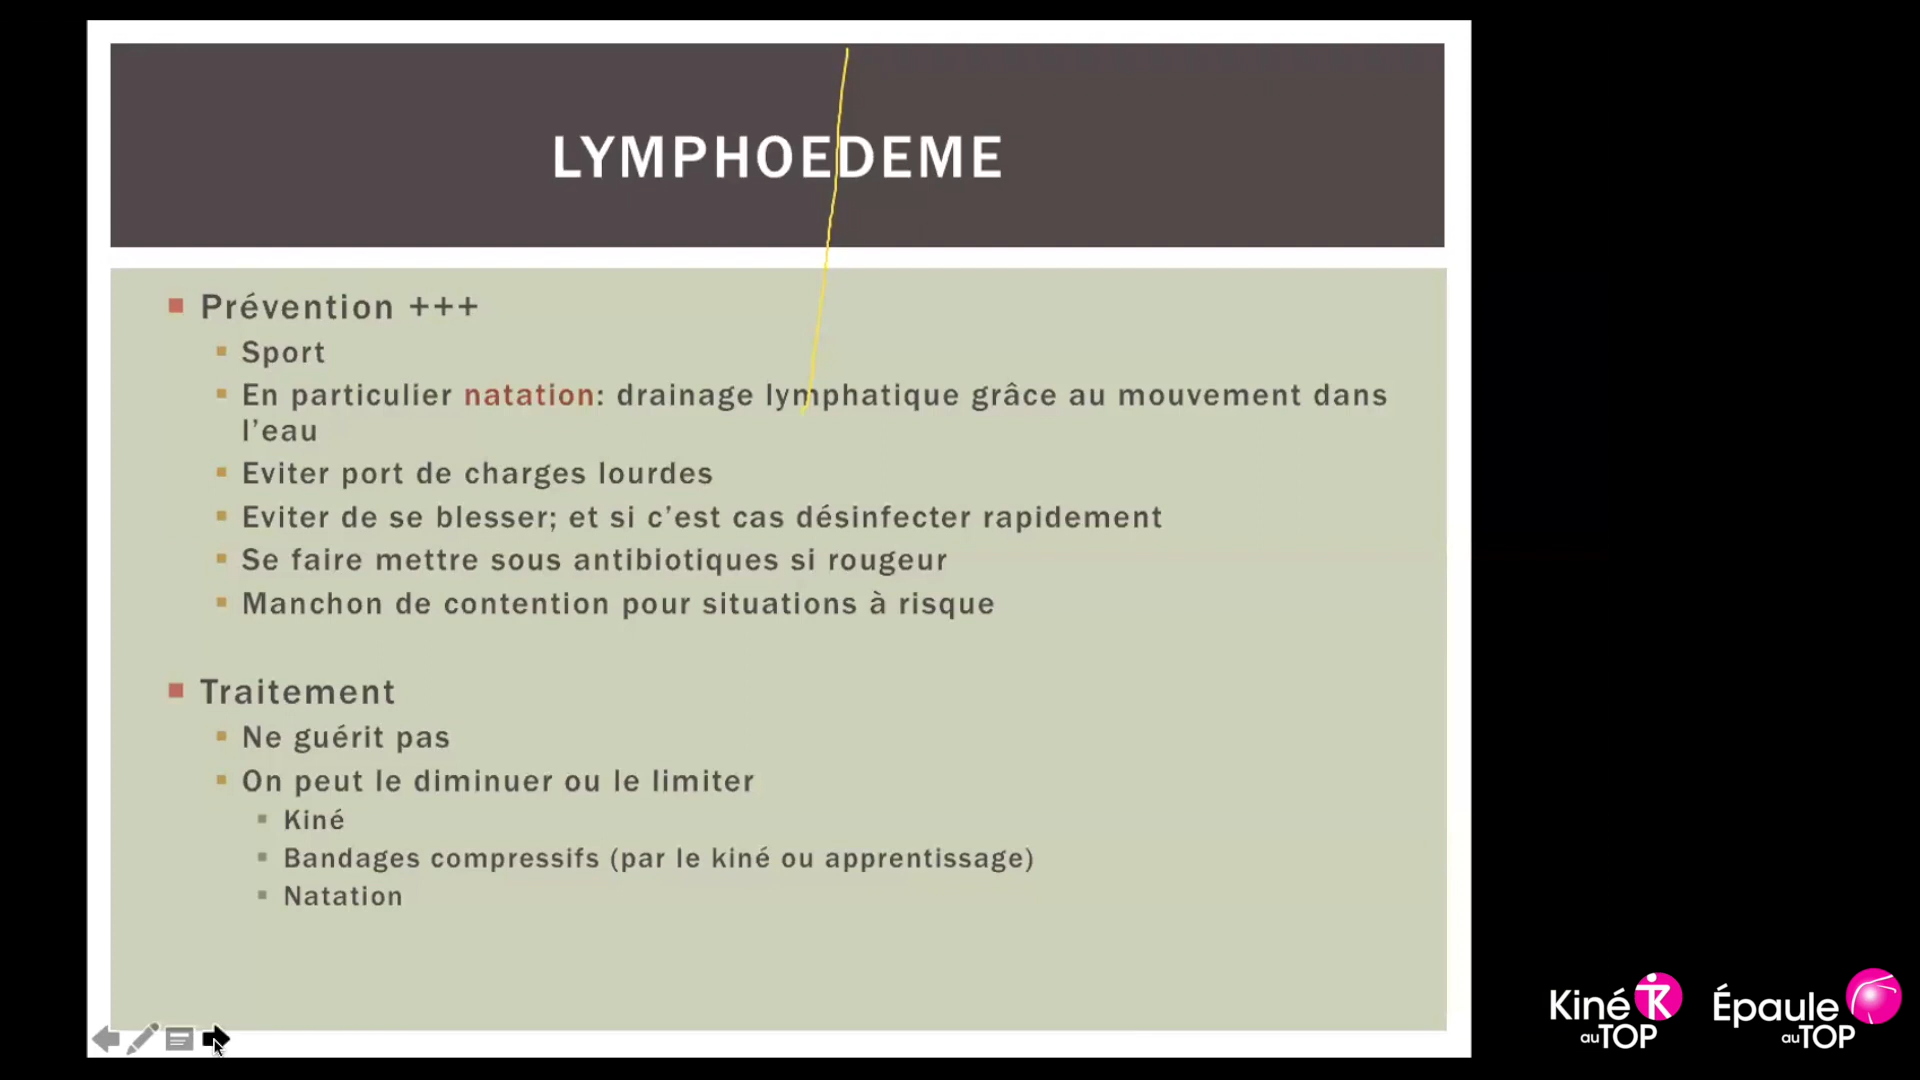 LYMPHOEDEME
Prévention +++
Sport
En particulier natation: drainage lymphatique grâce au mouvement dans
l’eau
Eviter port de charges lourdes
Eviter de se blesser; et si c’est cas désinfecter rapidement
Se faire mettre sous antibiotiques si rougeur
Manchon de contention pour situations à risque
Traitement
Ne guérit pas
On peut le diminuer ou le limiter
Kiné
Bandages compressifs (par le kiné ou apprentissage)
Natation
Kiné
au TOP
Épaule
au TOP